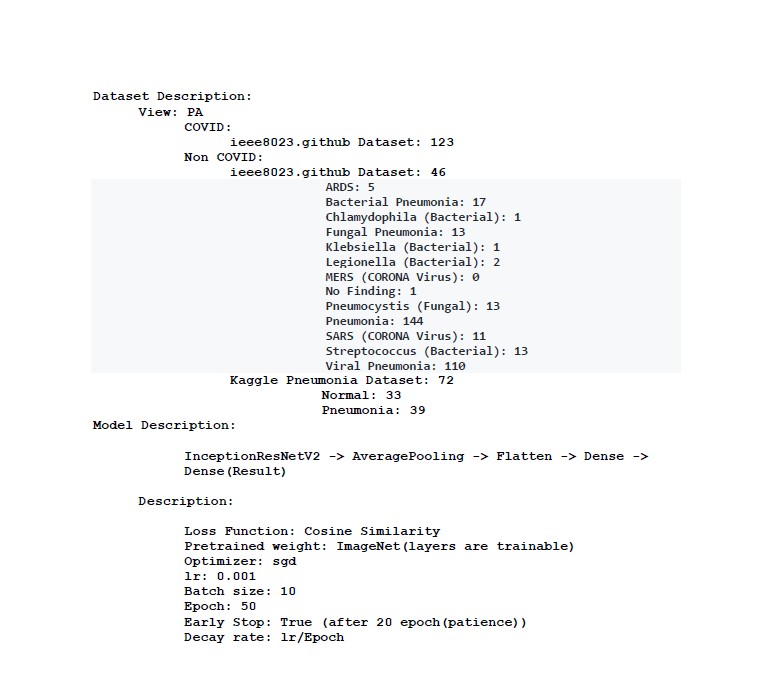 Dataset Description:
View: PA
COVID:
ieee8023.github Dataset: 123
Non COVID:
ieee8023.github Dataset: 46
ARDS: 5
Bacterial Pneumonia: 17
Chlamydophila (Bacterial): 1
Fungal Pneumonia: 13
Klebsiella (Bacterial): 1
Legionella (Bacterial): 2
MERS (CORONA Virus): 0
No Finding: 1
Pneumocystis (Fungal): 13
Pneumonia: 144
SARS (CORONA Virus): 11
Streptococcus (Bacterial): 13
Viral Pneumonia: 110
Kaggle Pneumonia Dataset: 72
Normal: 33
Pneumonia: 39
Model Description:
InceptionResNetV2 -> AveragePooling -> Flatten -> Dense ->
Dense(Result)
Description:
Loss Function: Cosine Similarity
Pretrained weight: ImageNet(layers are trainable)
Optimizer: sgd
lr: 0.001
Batch size: 10
Epoch: 50
Early Stop: True (after 20 epoch(patience))
Decay rate: lr/Epoch